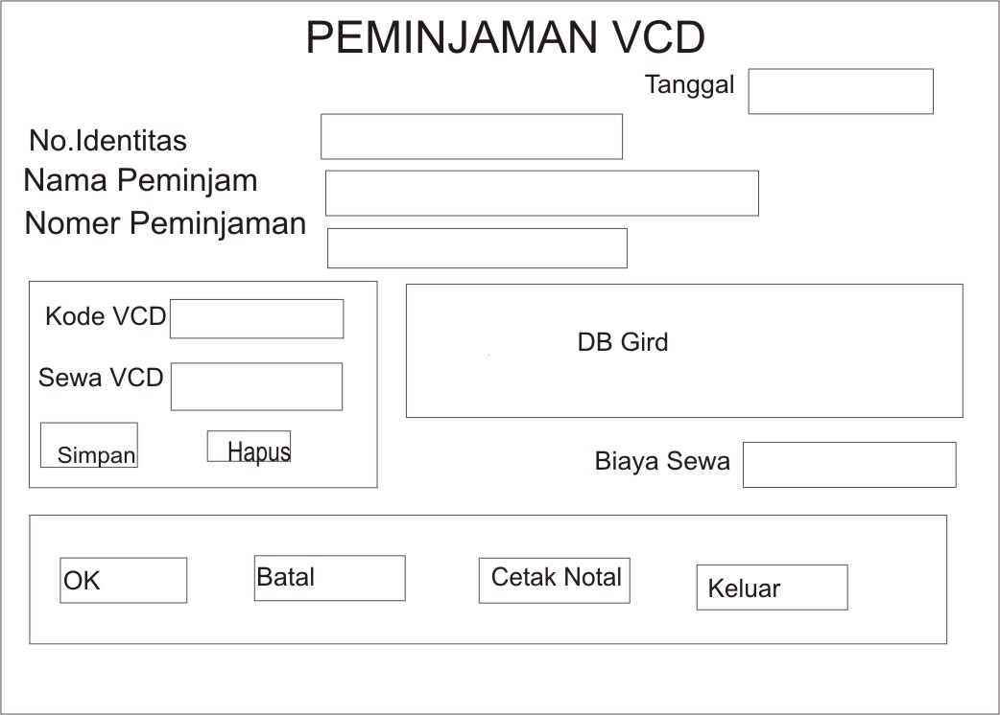 PEMINJAMAN VCD
Tanggal
No.Identitas
Nama Peminjam
Nomer Peminjaman
Kode VCD
Sewa VCD
Simpan
Hapus
DB Gird
Biaya Sewa
OK
Batal
Cetak Notal
Keluar